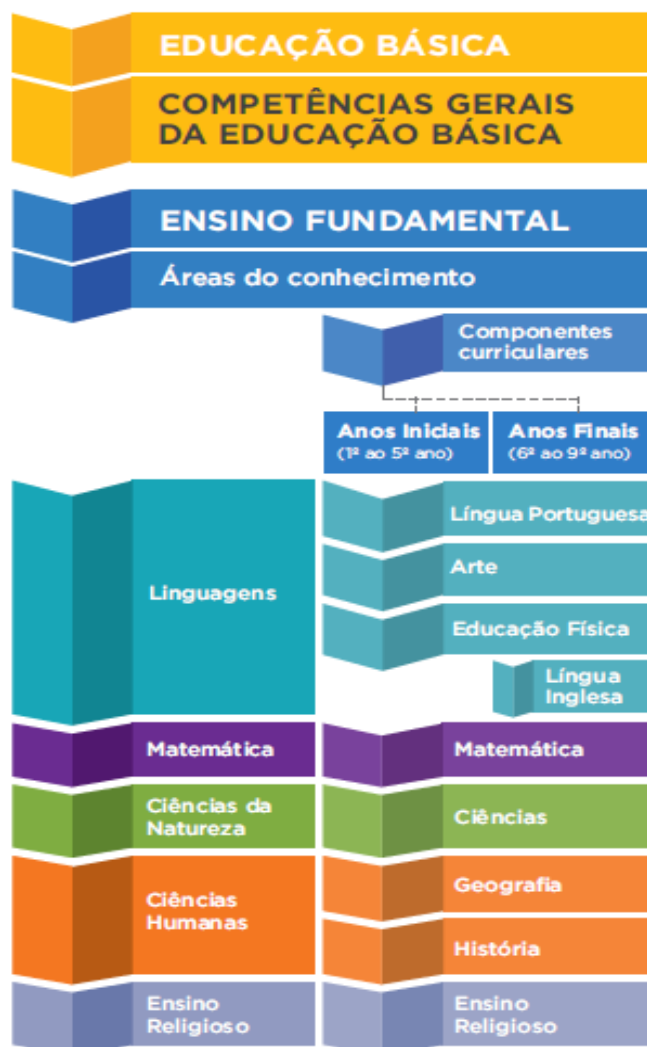 EDUCAÇÃO BÁSICA
COMPETÊNCIAS GERAIS
DA EDUCAÇÃO BÁSICA
ENSINO FUNDAMENTAL
Áreas do conhecimento
Componentes
curriculares
Anos Iniciais
(1º ao 5º ano)
Anos Finais
(6º ao 9º ano)
Linguagens
Língua Portuguesa
Arte
Educação Física
Língua
Inglesa
Matemática
Matemática
Ciências da
Natureza
Ciências
Ciências
Humanas
Geografia
História
Ensino
Religioso
Ensino
Religioso